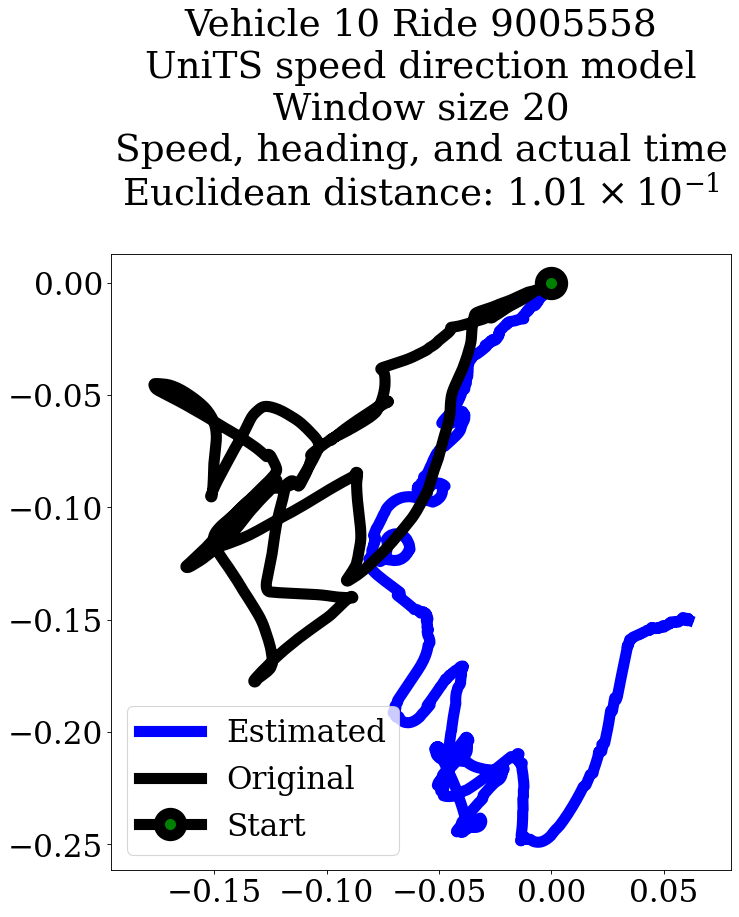 Vehicle 10 Ride 9005558
UniTS speed direction model
Window size 20
Speed, heading, and actual time
Euclidean distance: 1.01 × 10⁻¹
0.00
−0.05
−0.10
−0.15
−0.20
−0.25
Estimated
Original
Start
−0.15 −0.10 −0.05 0.00 0.05